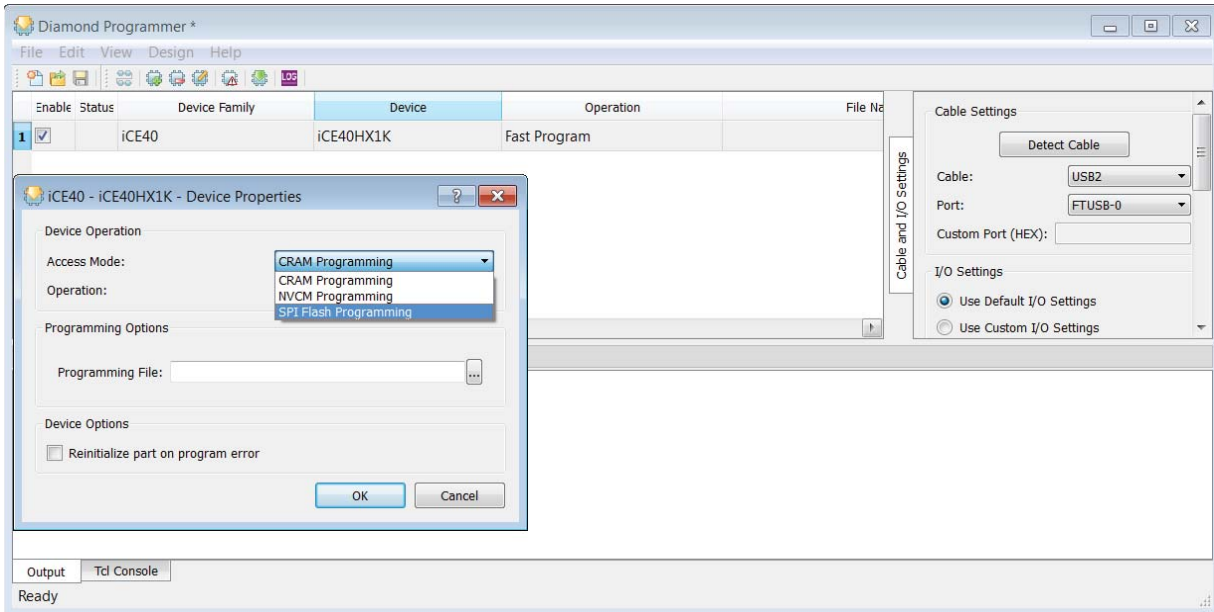 Diamond Programmer *
File Edit View Design Help
LOG
Enable Status Device Family Device Operation File Na
1 iCE40 iCE40HX1K Fast Program
iCE40 - iCE40HX1K - Device Properties
Device Operation
Access Mode: CRAM Programming
CRAM Programming
Operation: NVCM Programming
SPI Flash Programming
Programming Options
Programming File: ...
Device Options
Reinitialize part on program error
OK Cancel
Cable and I/O Settings
Cable Settings
Detect Cable
Cable: USB2
Port: FTUSB-0
Custom Port (HEX):
I/O Settings
Use Default I/O Settings
Use Custom I/O Settings
Output Tcl Console
Ready